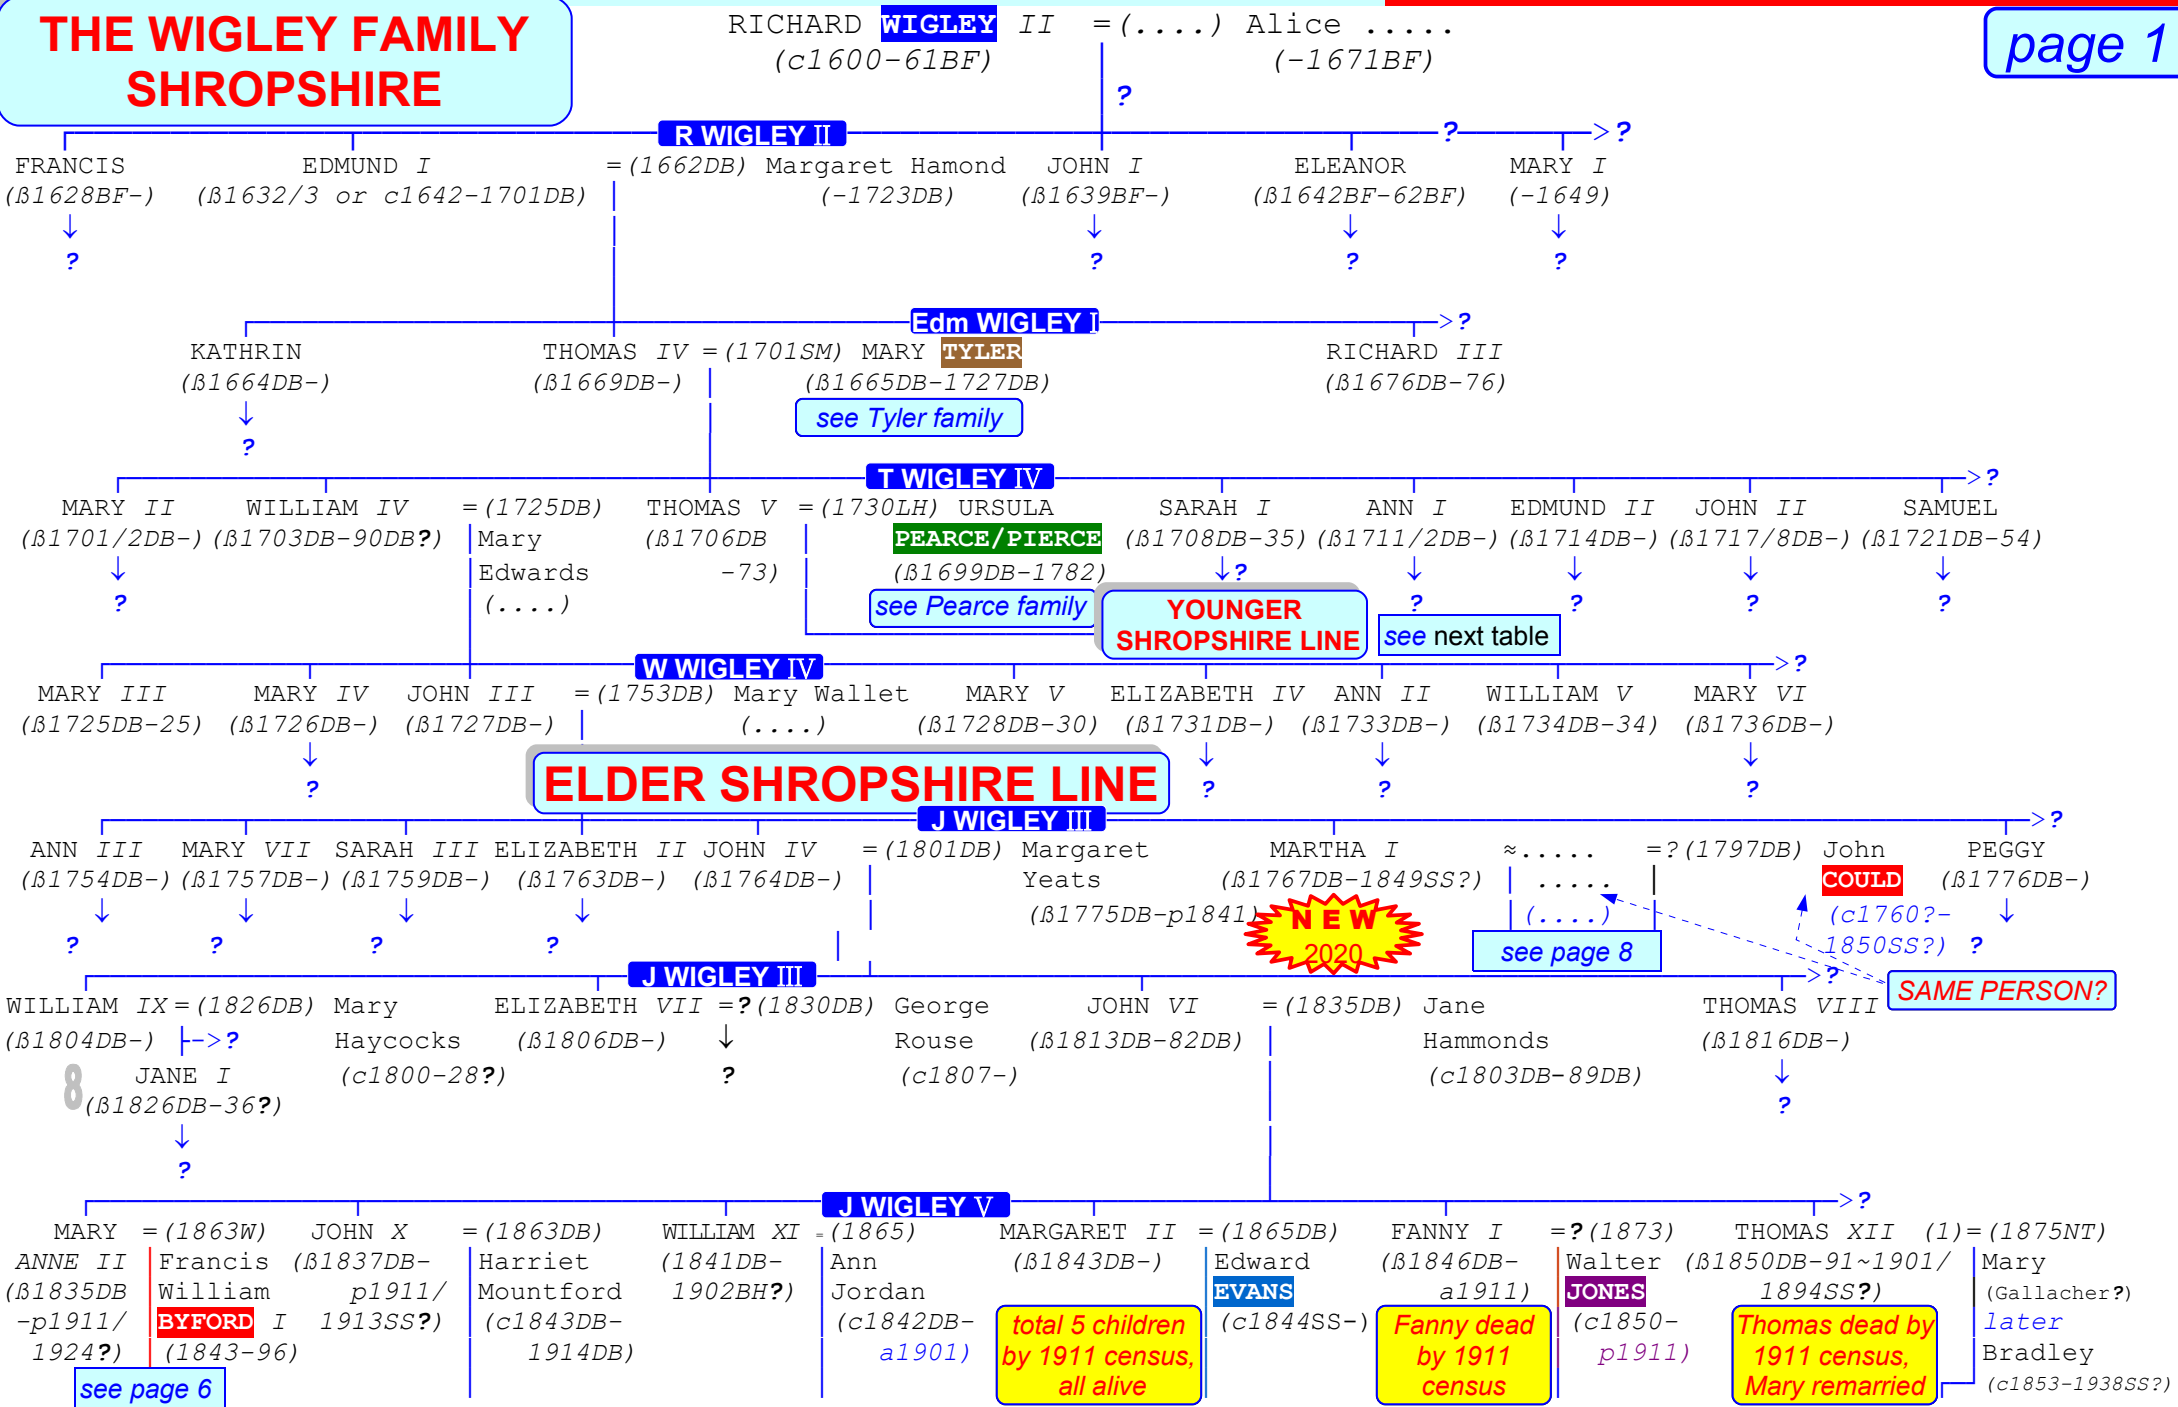 THE WIGLEY FAMILY
SHROPSHIRE
RICHARD WIGLEY II =(....) Alice .....
(c1600-61BF) (-1671BF)
page 1
?
R WIGLEY II ? > ?
FRANCIS EDMUND I =(1662DB) Margaret Hamond JOHN I ELEANOR MARY I
(ß1628BF-) (ß1632/3 or c1642-1701DB) (-1723DB) (ß1639BF-) (ß1642BF-62BF) (-1649)
↓ ↓ ↓ ↓
? ? ? ?
Edm WIGLEY I > ?
KATHRIN THOMAS IV =(1701SM) MARY TYLER RICHARD III
(ß1664DB-) (ß1669DB-) (ß1665DB-1727DB) (ß1676DB-76)
↓ see Tyler family
?
T WIGLEY IV > ?
MARY II WILLIAM IV =(1725DB) THOMAS V =(1730LH) URSULA SARAH I ANN I EDMUND II JOHN II SAMUEL
(ß1701/2DB-) (ß1703DB-90DB?) Mary (ß1706DB PEARCE/PIERCE (ß1708DB-35) (ß1711/2DB-) (ß1714DB-) (ß1717/8DB-) (ß1721DB-54)
↓ Edwards -73) (ß1699DB-1782) ↓? ↓ ↓ ↓ ↓
? (....) see Pearce family YOUNGER ? ? ? ?
SHROPSHIRE LINE see next table
W WIGLEY IV > ?
MARY III MARY IV JOHN III =(1753DB) Mary Wallet MARY V ELIZABETH IV ANN II WILLIAM V MARY VI
(ß1725DB-25) (ß1726DB-) (ß1727DB-) (....) (ß1728DB-30) (ß1731DB-) (ß1733DB-) (ß1734DB-34) (ß1736DB-)
↓ ↓ ↓ ↓
? ELDER SHROPSHIRE LINE ? ? ?
J WIGLEY III > ?
ANN III MARY VII SARAH III ELIZABETH II JOHN IV =(1801DB) Margaret MARTHA I ≈..... =?(1797DB) John PEGGY
(ß1754DB-) (ß1757DB-) (ß1759DB-) (ß1763DB-) (ß1764DB-) Yeats (ß1767DB-1849SS?) ..... COULD (ß1776DB-)
↓ ↓ ↓ ↓ (ß1775DB-p1841) NEW (....) (c1760?- ↓
? ? ? ? 2020 see page 8 1850SS?) ?
J WIGLEY III > ?
WILLIAM IX =(1826DB) Mary ELIZABETH VII =?(1830DB) George JOHN VI =(1835DB) Jane THOMAS VIII SAME PERSON?
(ß1804DB-) ├->? Haycocks (ß1806DB-) ↓ Rouse (ß1813DB-82DB) Hammonds (ß1816DB-)
8 JANE I (c1800-28?) ? (c1807-) (c1803DB-89DB) ↓
(ß1826DB-36?) ?
↓
?
J WIGLEY V > ?
MARY =(1863W) JOHN X =(1863DB) WILLIAM XI =(1865) MARGARET II =(1865DB) FANNY I =?(1873) THOMAS XII (1)=(1875NT)
ANNE II Francis (ß1837DB- Harriet (1841DB- Ann (ß1843DB-) Edward (ß1846DB- Walter (ß1850DB-91~1901/ Mary
(ß1835DB William p1911/ Mountford 1902BH?) Jordan EVANS a1911) JONES 1894SS?) (Gallacher?)
-p1911/ BYFORD I 1913SS?) (c1843DB- (c1842DB- total 5 children (c1844SS-) Fanny dead (c1850- Thomas dead by later
1924?) (1843-96) 1914DB) a1901) by 1911 census, by 1911 p1911) 1911 census, Bradley
see page 6 all alive census Mary remarried (c1853-1938SS?)